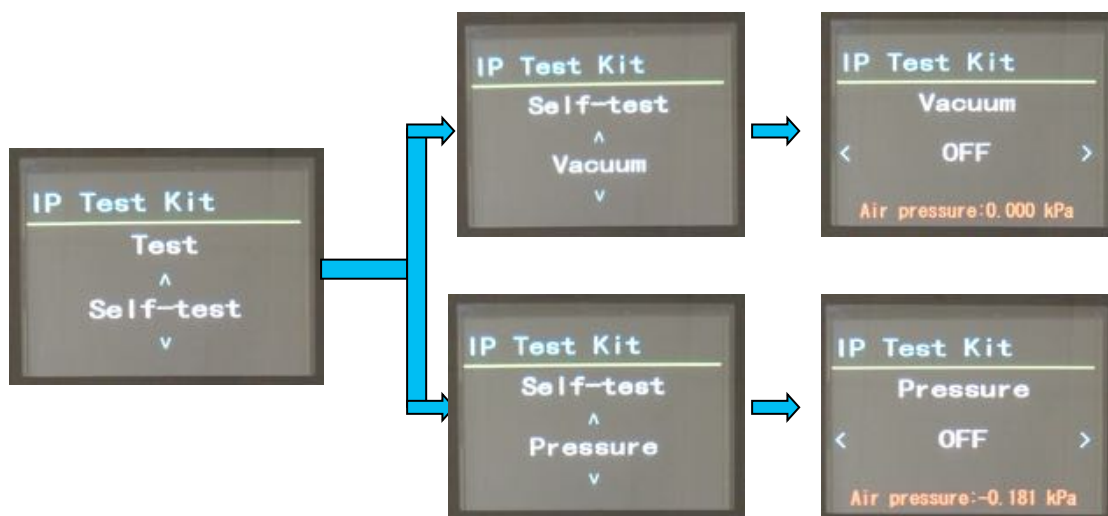 IP Test Kit
Test
^
Self-test
v
IP Test Kit
Self-test
^
Vacuum
v
IP Test Kit
Vacuum
< OFF >
Air pressure:0.000 kPa
IP Test Kit
Self-test
^
Pressure
v
IP Test Kit
Pressure
< OFF >
Air pressure:-0.181 kPa